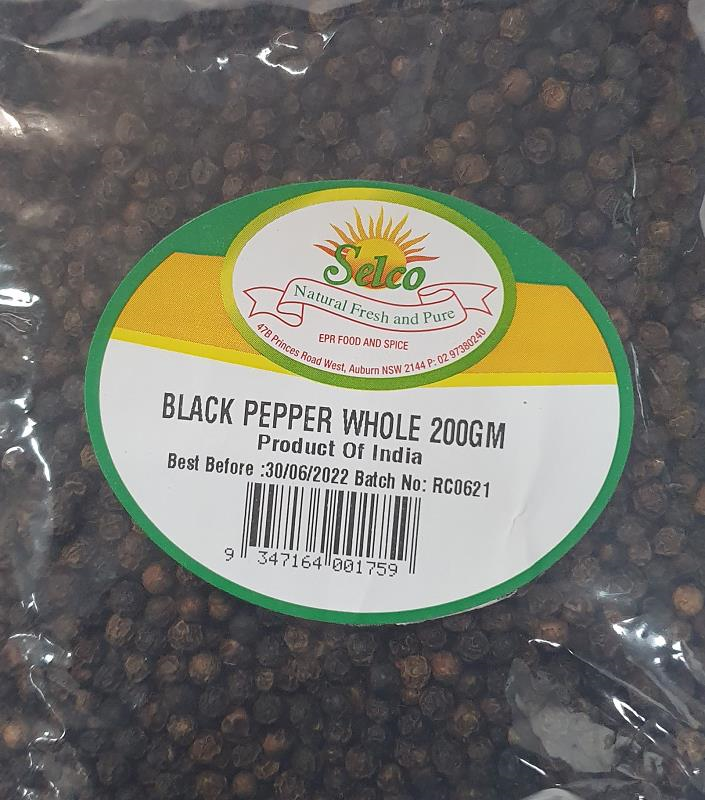 Selco
Natural Fresh and Pure
EPR FOOD AND SPICE
47B Princes Road West, Auburn NSW 2144 P: 02 97380240
BLACK PEPPER WHOLE 200GM
Product Of India
Best Before :30/06/2022 Batch No: RC0621
9 347164 001759